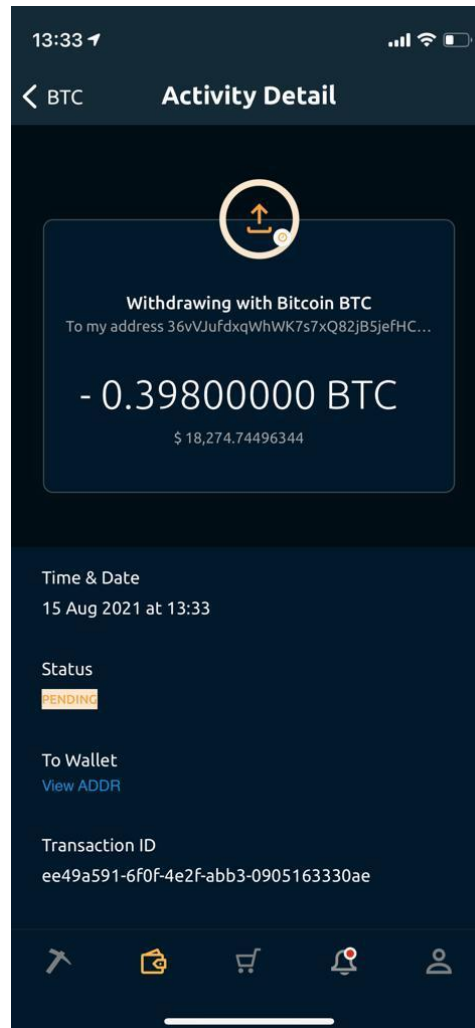 13:33
BTC
Activity Detail
Withdrawing with Bitcoin BTC
To my address 36vVJufdxqWhWK7s7xQ82jB5jefHC...
- 0.39800000 BTC
$ 18,274.74496344
Time & Date
15 Aug 2021 at 13:33
Status
PENDING
To Wallet
View ADDR
Transaction ID
ee49a591-6f0f-4e2f-abb3-0905163330ae